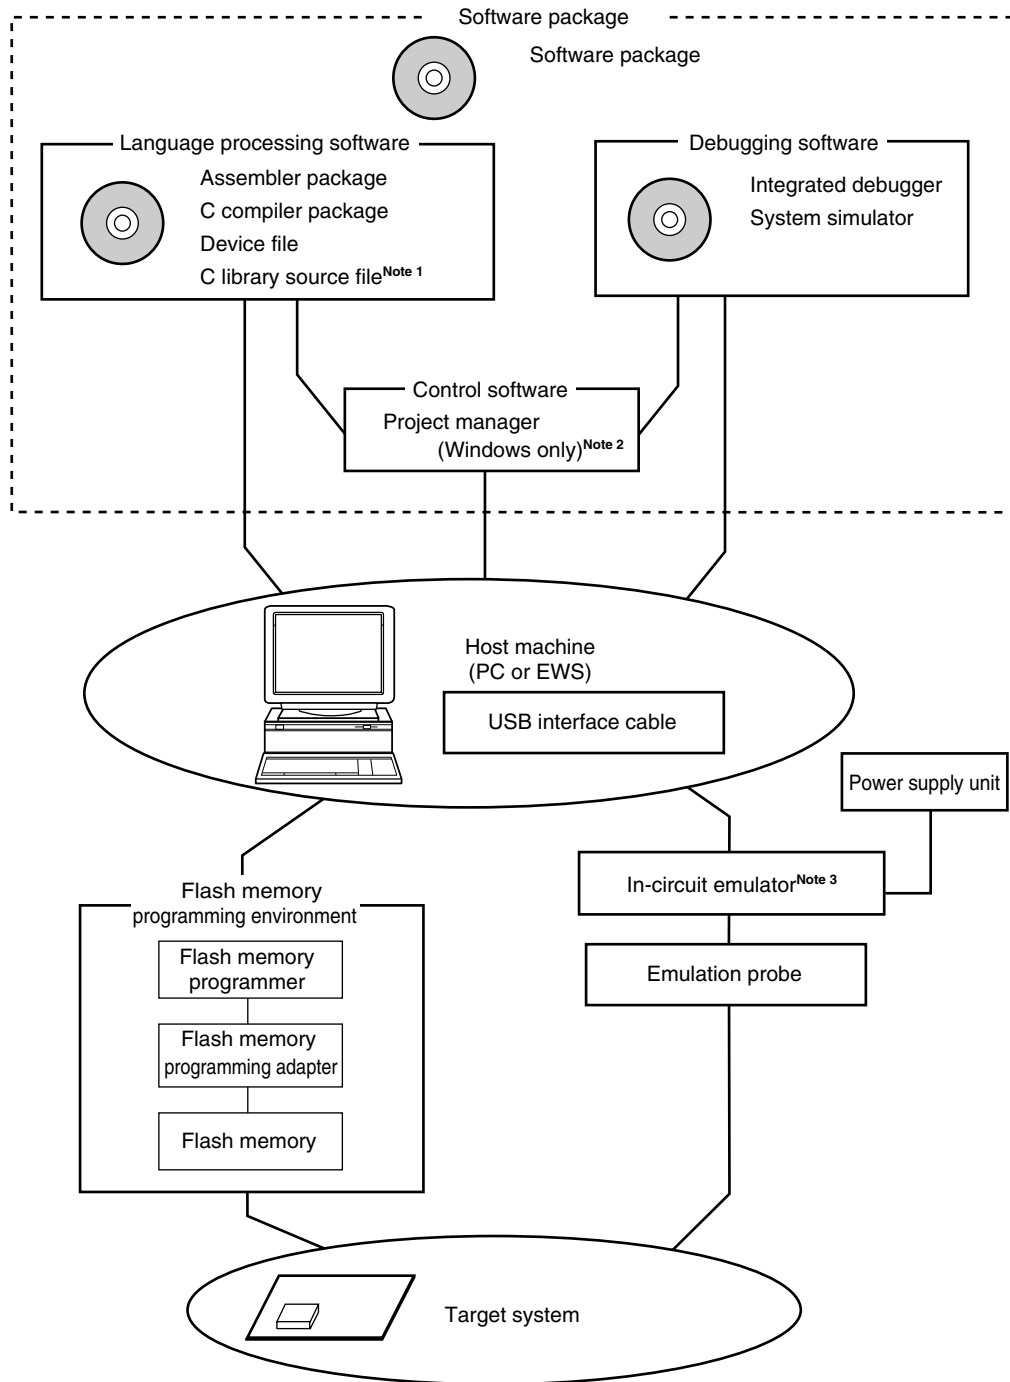 Software package
Software package
Language processing software
Assembler package
C compiler package
Device file
C library source fileNote 1
Debugging software
Integrated debugger
System simulator
Control software
Project manager
(Windows only)Note 2
Host machine
(PC or EWS)
USB interface cable
Power supply unit
In-circuit emulatorNote 3
Emulation probe
Flash memory
programming environment
Flash memory
programmer
Flash memory
programming adapter
Flash memory
Target system